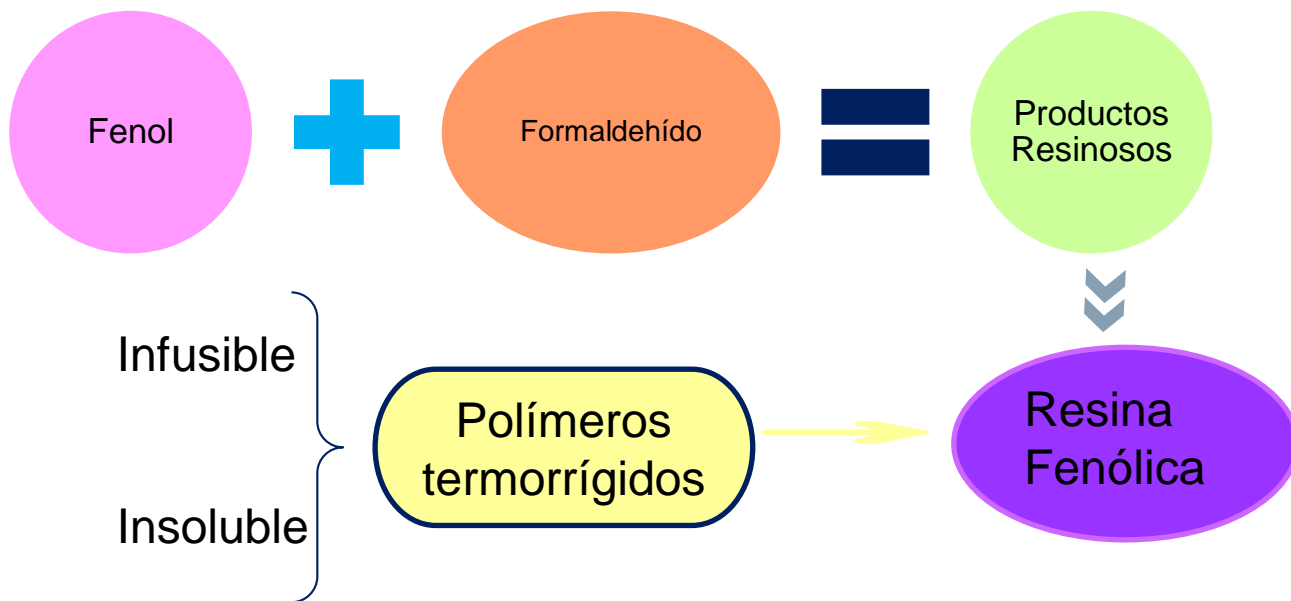 Fenol
Formaldehído
Productos
Resinosos
Infusible
Insoluble
Polímeros
termorrígidos
Resina
Fenólica